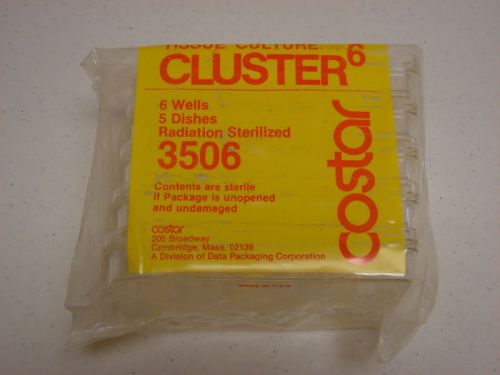 TISSUE CULTURE
CLUSTER6
6 Wells
5 Dishes
Radiation Sterilized
3506
Contents are sterile
If Package is unopened
and undamaged
costar
205 Broadway
Cambridge, Mass. 02139
A Division of Data Packaging Corporation
costar
MADE IN U.S.A.